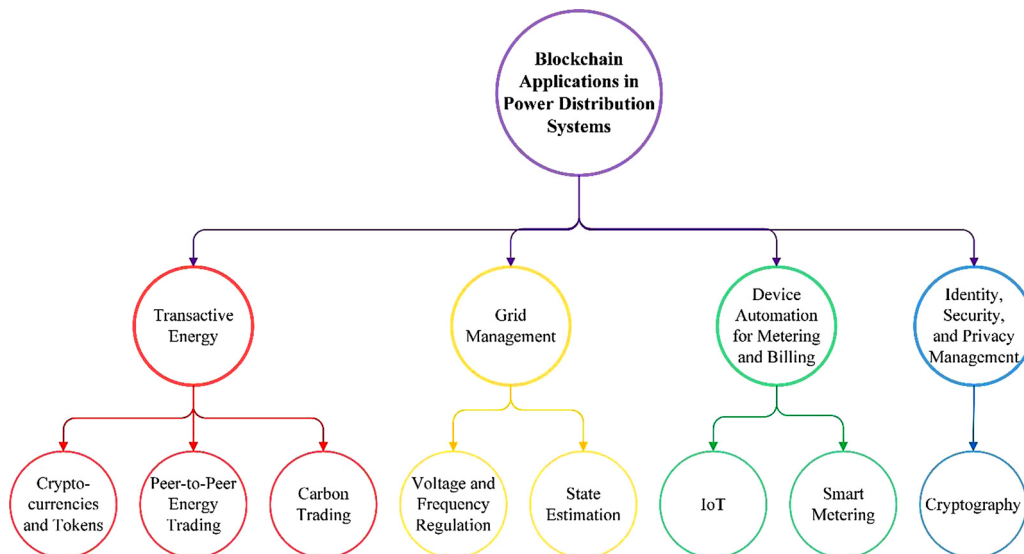 Blockchain
Applications in
Power Distribution
Systems
Transactive
Energy
Grid
Management
Device
Automation
for Metering
and Billing
Identity,
Security,
and Privacy
Management
Crypto-
currencies
and Tokens
Peer-to-Peer
Energy
Trading
Carbon
Trading
Voltage and
Frequency
Regulation
State
Estimation
IoT
Smart
Metering
Cryptography